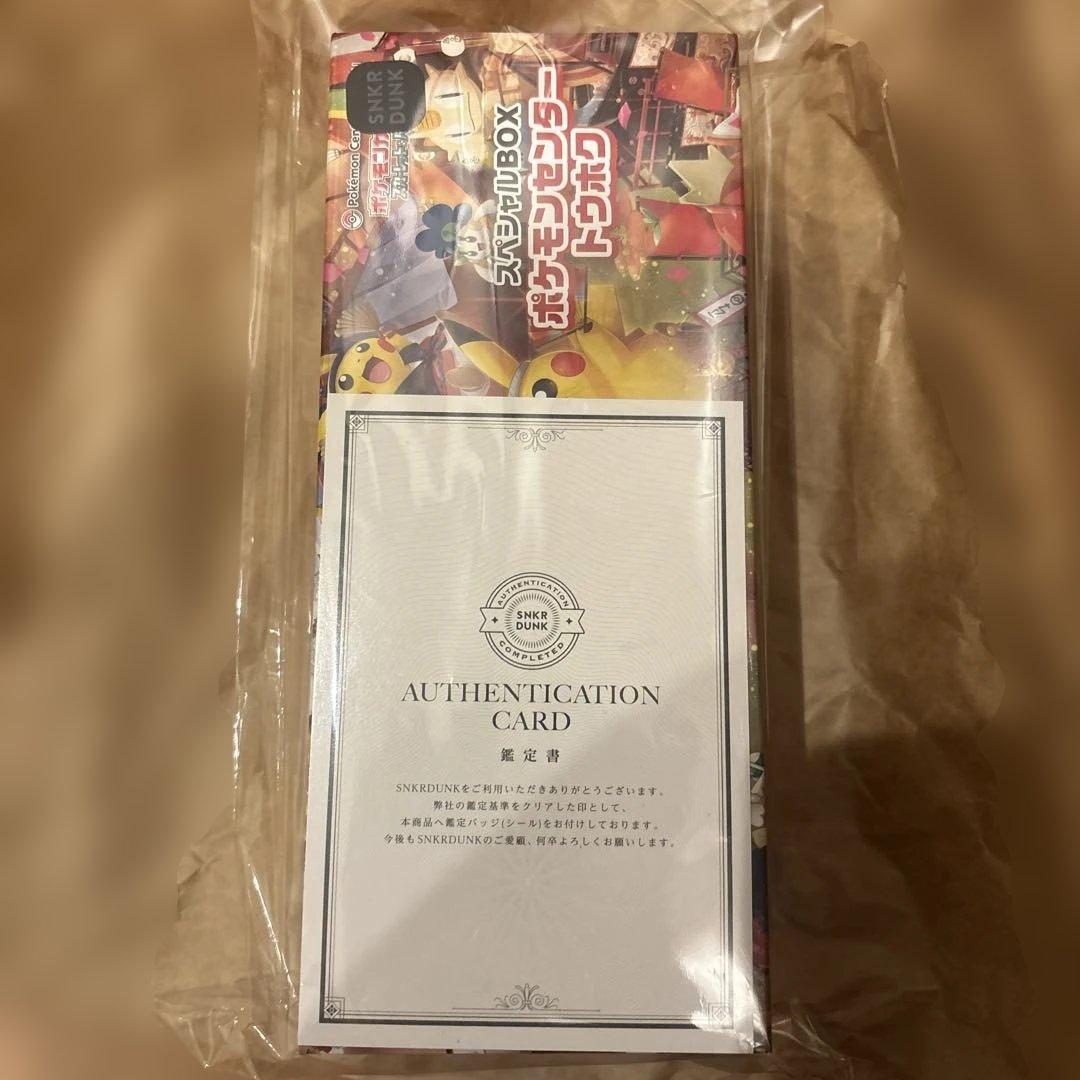 SNKR
DUNK
Pokémon Cen
ポケモンカ
スペシャルBOX
ポケモンセンター
トウホク
AUTHENTICATION
SNKR
DUNK
COMPLETED
AUTHENTICATION
CARD
鑑定書
SNKRDUNKをご利用いただきありがとうございます。
弊社の鑑定基準をクリアした印として、
本商品へ鑑定バッジ(シール)をお付けしております。
今後もSNKRDUNKのご愛顧、何卒よろしくお願いします。